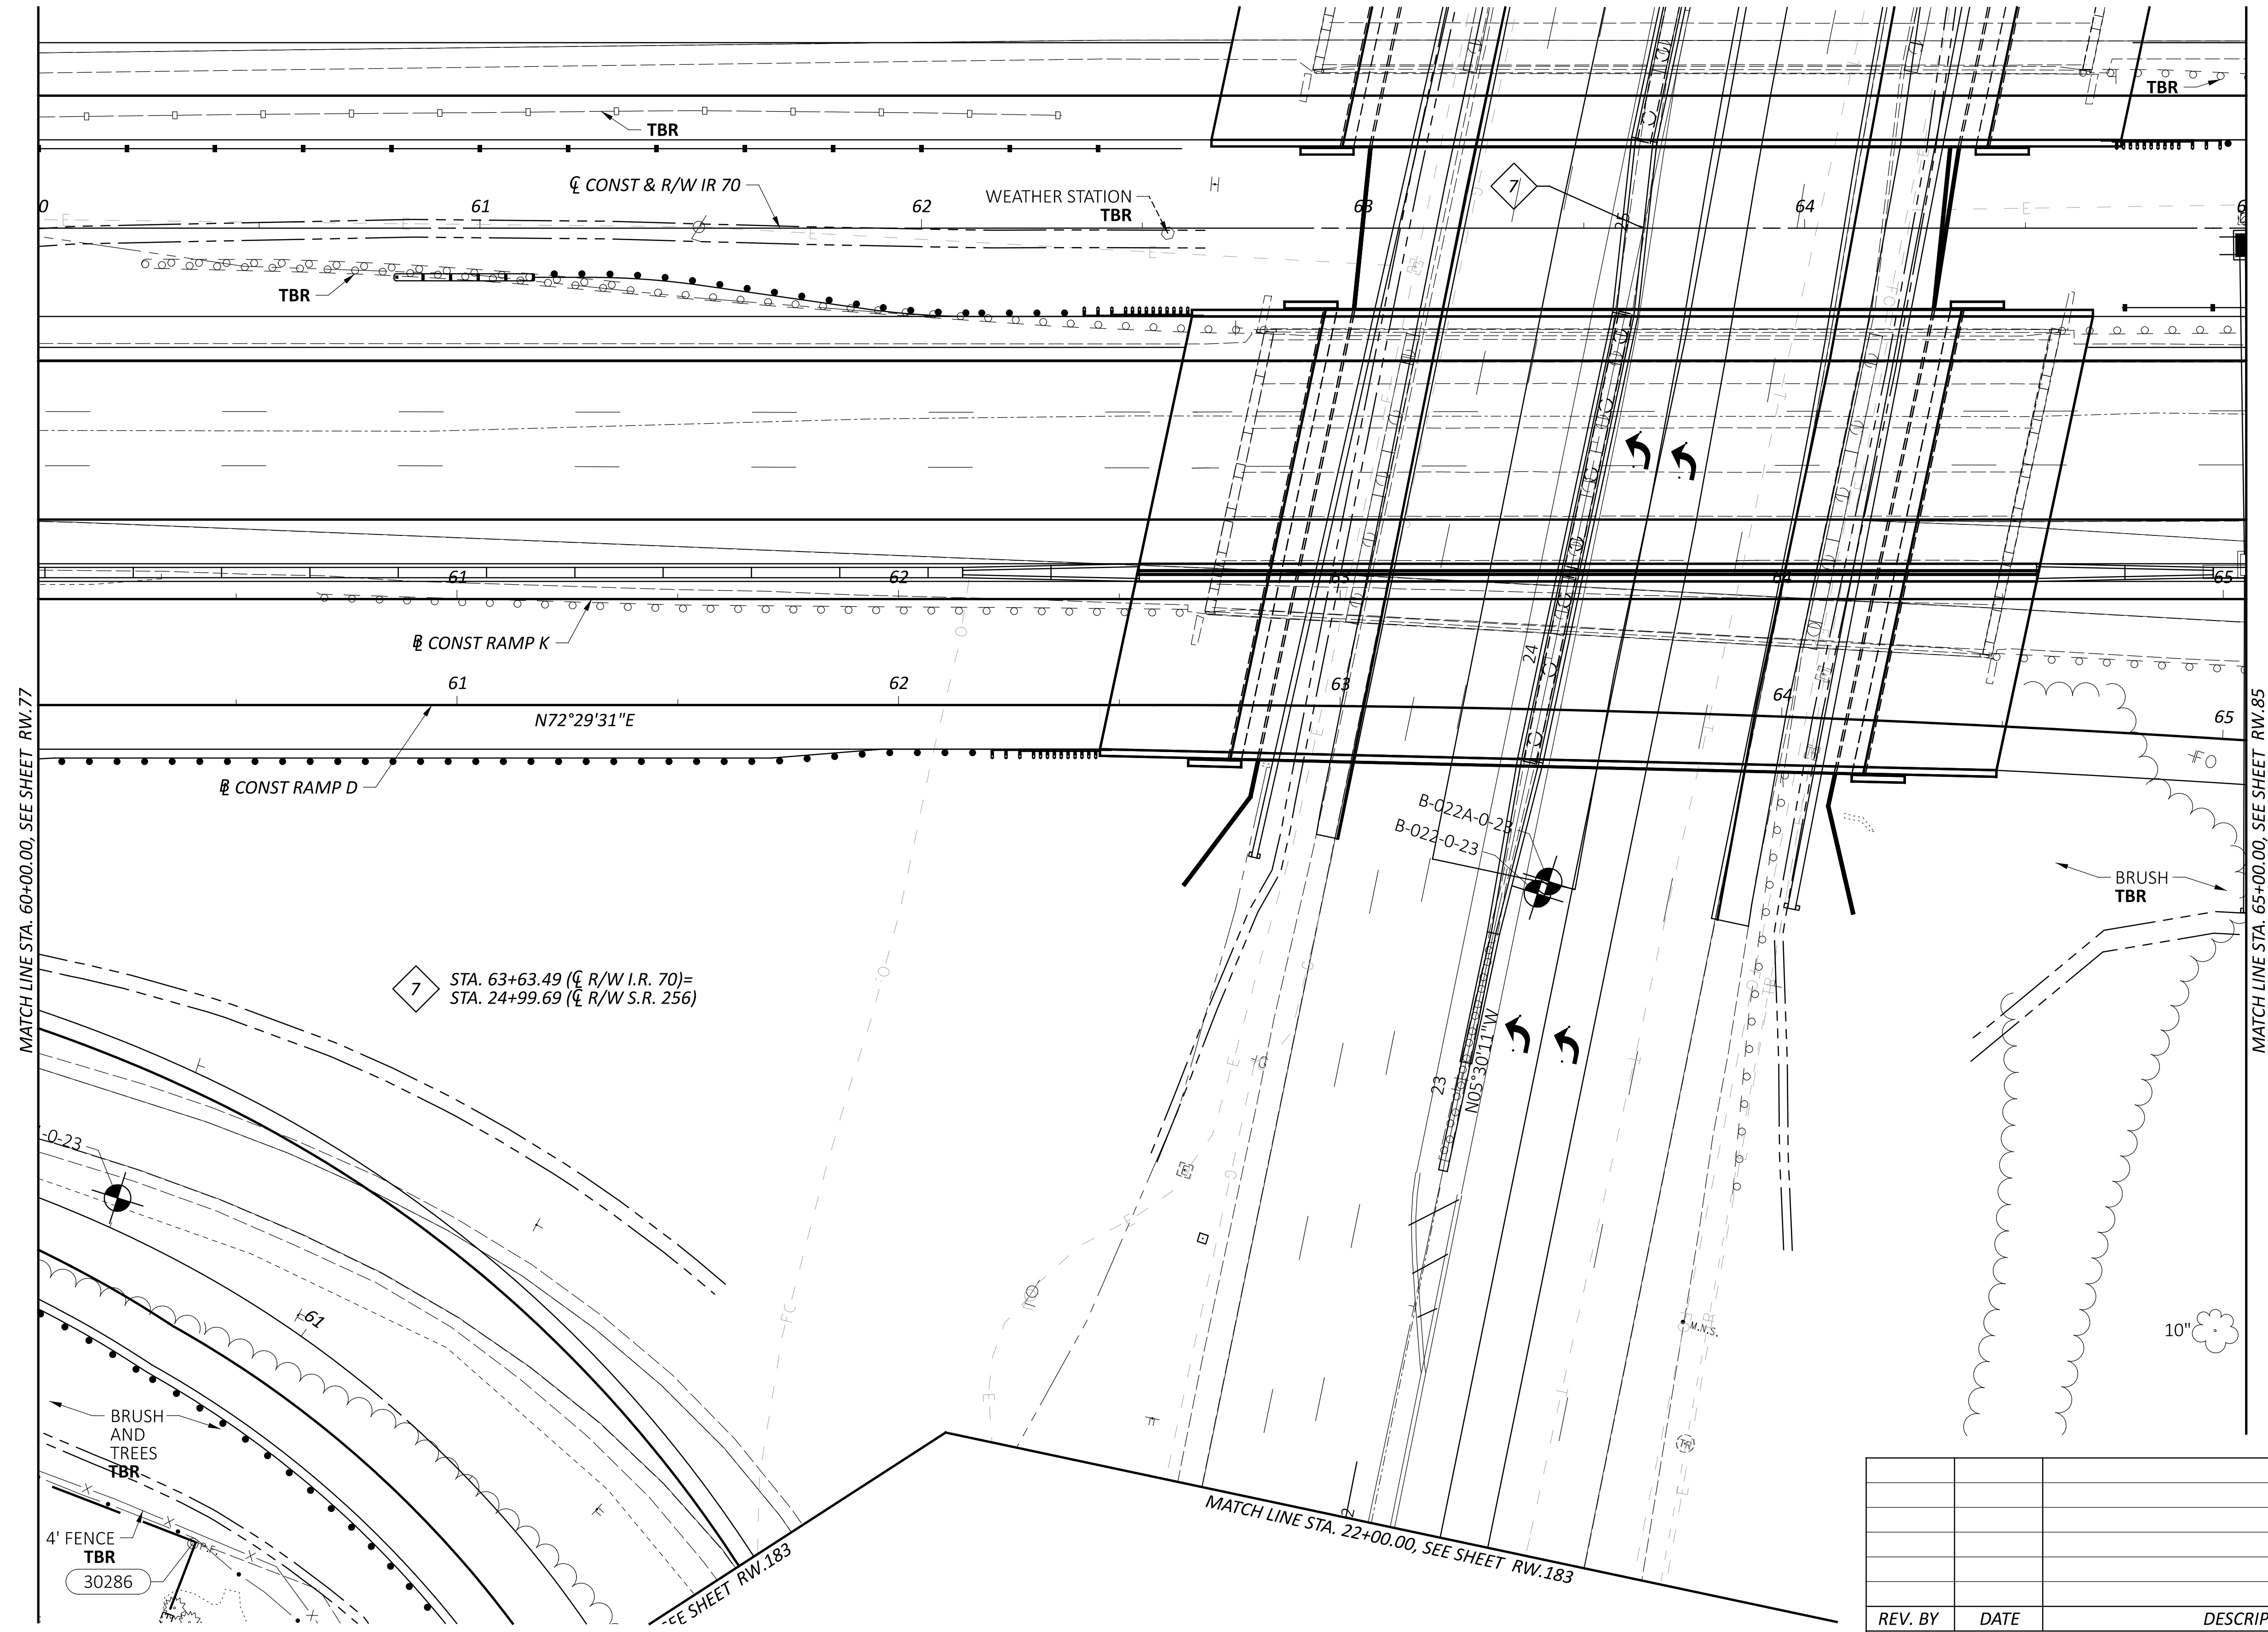 TBR
TBR
℄ CONST & R/W IR 70
WEATHER STATION
TBR
7
0
61
62
63
64
25
TBR
61
62
63
64
65
℄ CONST RAMP K
24
61
62
63
64
65
N72°29'31"E
B CONST RAMP D
MATCH LINE STA. 60+00.00, SEE SHEET RW.77
MATCH LINE STA. 65+00.00, SEE SHEET RW.85
B-022A-0-23
B-022-0-23
BRUSH
TBR
7
STA. 63+63.49 (℄ R/W I.R. 70)=
STA. 24+99.69 (℄ R/W S.R. 256)
23
N05°30'11"W
-0-23
61
M.N.S.
10"
BRUSH
AND
TREES
TBR
4' FENCE
TBR
30286
P.F.
TR
SEE SHEET RW.183
MATCH LINE STA. 22+00.00, SEE SHEET RW.183
REV. BY
DATE
DESCRIP